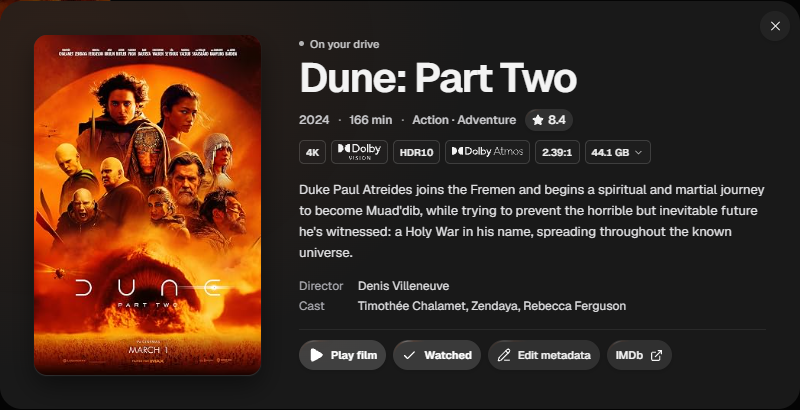 On your drive
Dune: Part Two
2024 · 166 min · Action · Adventure ★ 8.4
4K Dolby VISION HDR10 Dolby Atmos 2.39:1 44.1 GB
Duke Paul Atreides joins the Fremen and begins a spiritual and martial journey
to become Muad'dib, while trying to prevent the horrible but inevitable future
he's witnessed: a Holy War in his name, spreading throughout the known
universe.
Director Denis Villeneuve
Cast Timothée Chalamet, Zendaya, Rebecca Ferguson
Play film Watched Edit metadata IMDb
DUNE
PART TWO
MARCH 1